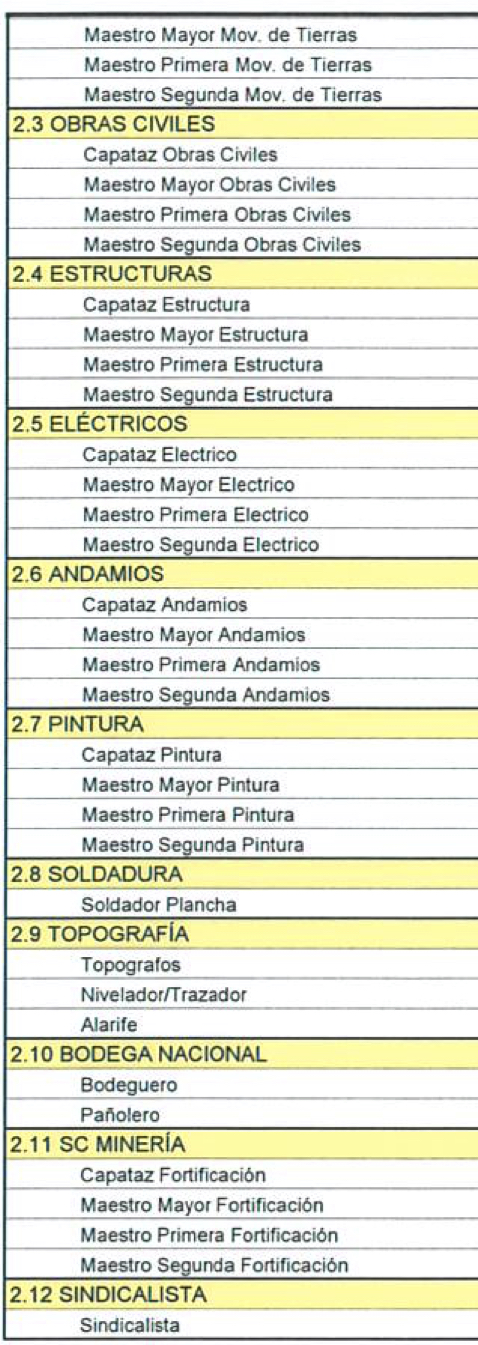 Maestro Mayor Mov. de Tierras
Maestro Primera Mov. de Tierras
Maestro Segunda Mov. de Tierras
2.3 OBRAS CIVILES
Capataz Obras Civiles
Maestro Mayor Obras Civiles
Maestro Primera Obras Civiles
Maestro Segunda Obras Civiles
2.4 ESTRUCTURAS
Capataz Estructura
Maestro Mayor Estructura
Maestro Primera Estructura
Maestro Segunda Estructura
2.5 ELÉCTRICOS
Capataz Electrico
Maestro Mayor Electrico
Maestro Primera Electrico
Maestro Segunda Electrico
2.6 ANDAMIOS
Capataz Andamios
Maestro Mayor Andamios
Maestro Primera Andamios
Maestro Segunda Andamios
2.7 PINTURA
Capataz Pintura
Maestro Mayor Pintura
Maestro Primera Pintura
Maestro Segunda Pintura
2.8 SOLDADURA
Soldador Plancha
2.9 TOPOGRAFÍA
Topografos
Nivelador/Trazador
Alarife
2.10 BODEGA NACIONAL
Bodeguero
Pañolero
2.11 SC MINERÍA
Capataz Fortificación
Maestro Mayor Fortificación
Maestro Primera Fortificación
Maestro Segunda Fortificación
2.12 SINDICALISTA
Sindicalista